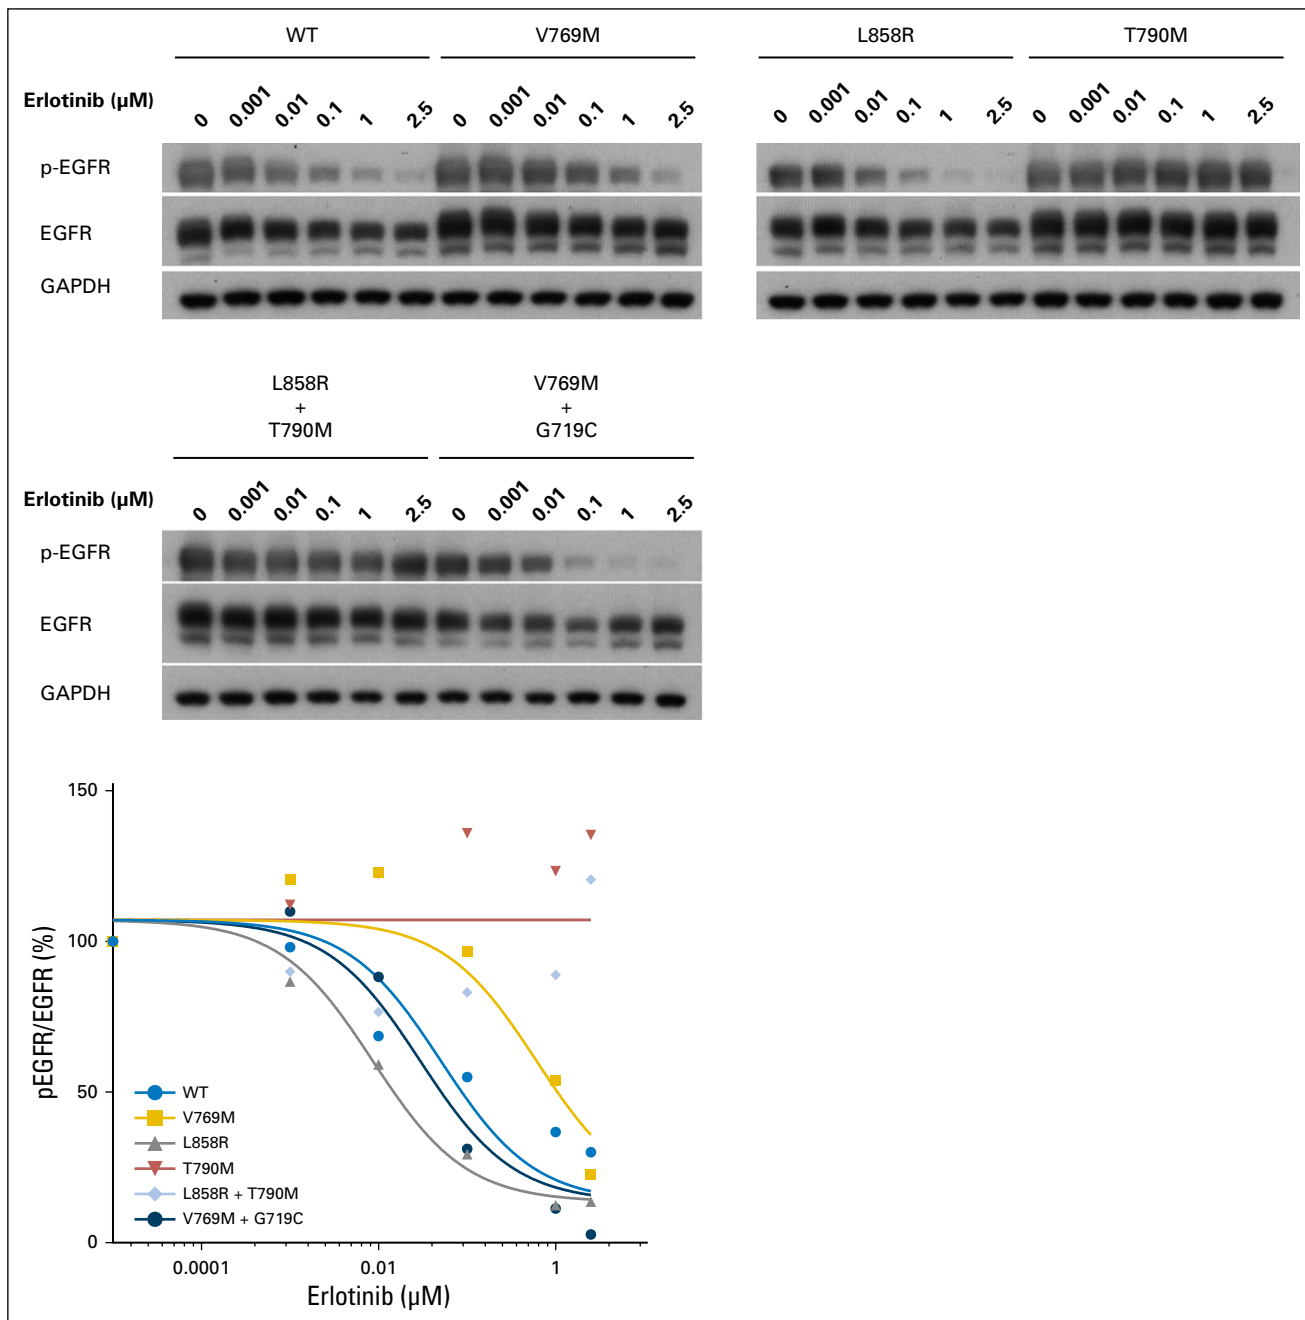 WT V769M L858R T790M
Erlotinib (µM) 0 0.001 0.01 0.1 1 2.5 0 0.001 0.01 0.1 1 2.5 0 0.001 0.01 0.1 1 2.5 0 0.001 0.01 0.1 1 2.5
p-EGFR
EGFR
GAPDH
L858R
+
T790M
V769M
+
G719C
Erlotinib (µM) 0 0.001 0.01 0.1 1 2.5 0 0.001 0.01 0.1 1 2.5
p-EGFR
EGFR
GAPDH
150
100
50
0
pEGFR/EGFR (%)
WT
V769M
L858R
T790M
L858R + T790M
V769M + G719C
0.0001 0.01 1
Erlotinib (µM)